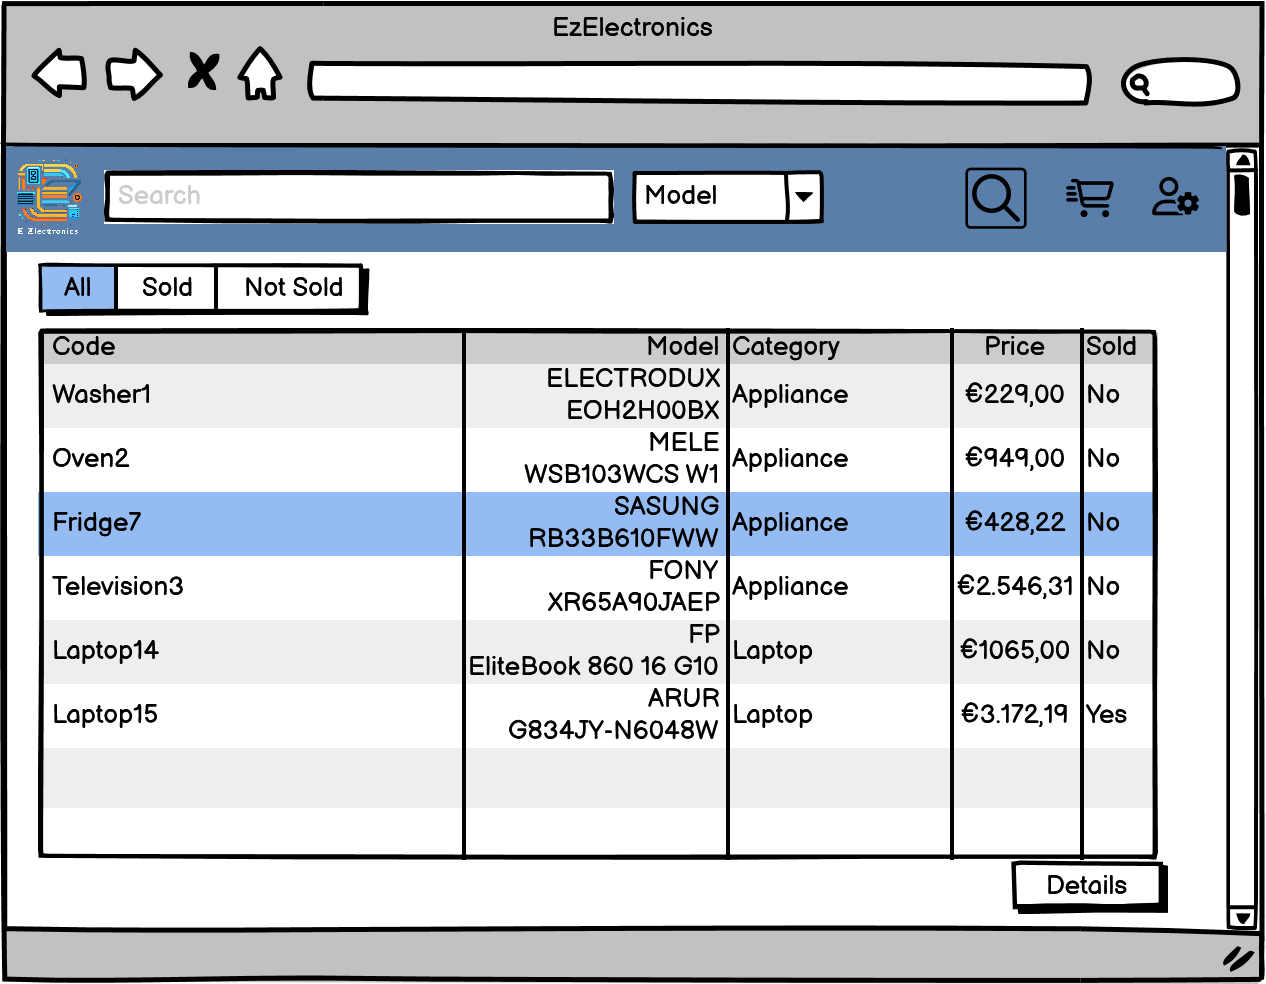 EzElectronics
E Zlectronics
Search
Model
All Sold Not Sold
Code Model Category Price Sold
Washer1 ELECTRODUX EOH2H00BX Appliance €229,00 No
Oven2 MELE WSB103WCS W1 Appliance €949,00 No
Fridge7 SASUNG RB33B610FWW Appliance €428,22 No
Television3 FONY XR65A90JAEP Appliance €2.546,31 No
Laptop14 FP EliteBook 860 16 G10 Laptop €1065,00 No
Laptop15 ARUR G834JY-N6048W Laptop €3.172,19 Yes
Details